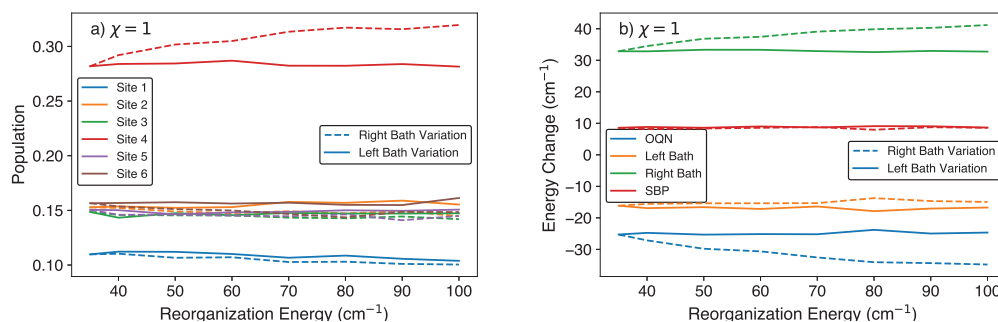 a) χ = 1
0.30
0.25
0.20
0.15
0.10
Population
Site 1
Site 2
Site 3
Site 4
Site 5
Site 6
Right Bath Variation
Left Bath Variation
40 50 60 70 80 90 100
Reorganization Energy (cm⁻¹)
b) χ = 1
40
30
20
10
0
−10
−20
−30
Energy Change (cm⁻¹)
OQN
Left Bath
Right Bath
SBP
Right Bath Variation
Left Bath Variation
40 50 60 70 80 90 100
Reorganization Energy (cm⁻¹)